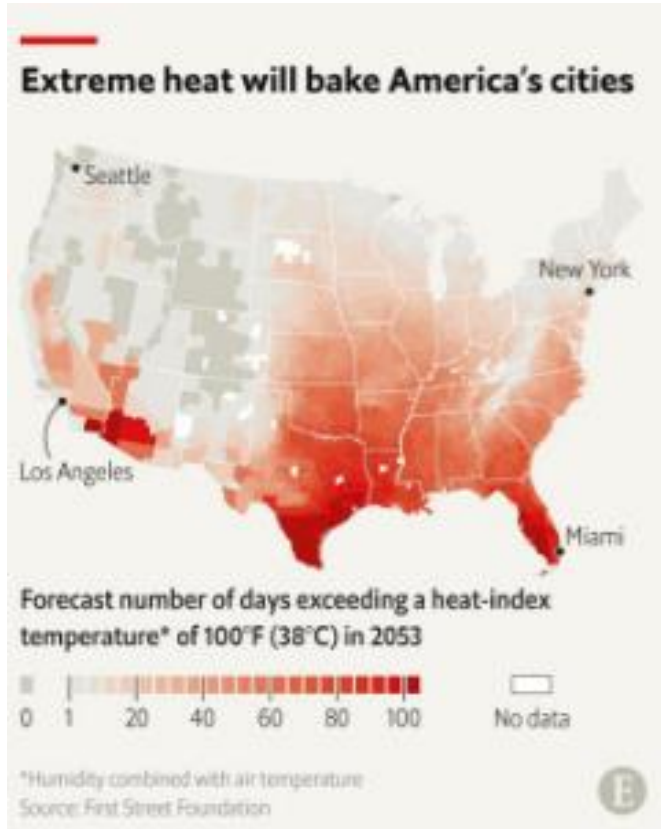 Extreme heat will bake America's cities
Seattle
New York
Los Angeles
Miami
Forecast number of days exceeding a heat-index
temperature* of 100°F (38°C) in 2053
0 1 20 40 60 80 100
No data
*Humidity combined with air temperature
Source: First Street Foundation
E